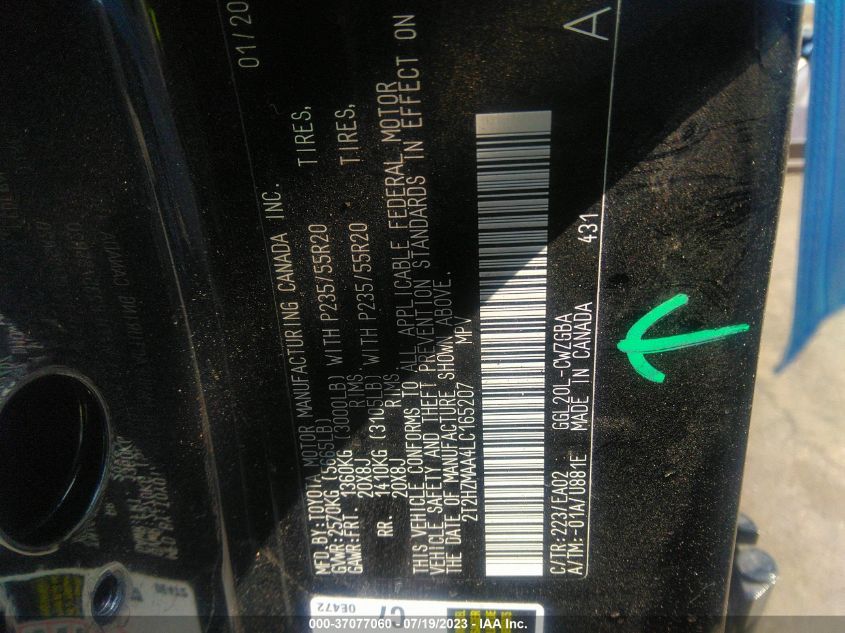 MFD.BY:TOYOTA MOTOR MANUFACTURING CANADA INC. 01/20
GVWR:2570KG(5665LB)
GAWR:FRT. 1360KG (3000LB) WITH P235/55R20 TIRES,
20X8J RIMS
RR. 1410KG (3105LB) WITH P235/55R20 TIRES,
20X8J RIMS
THIS VEHICLE CONFORMS TO ALL APPLICABLE FEDERAL MOTOR
VEHICLE SAFETY AND THEFT PREVENTION STANDARDS IN EFFECT ON
THE DATE OF MANUFACTURE SHOWN ABOVE.
2T2HZMAA4LC165207 MPV
A
C/TR:223/EA02 GGL20L-CWZGBA
A/TM:-01A/U881E MADE IN CANADA 431
0E472
000-37077060 - 07/19/2023 - IAA Inc.